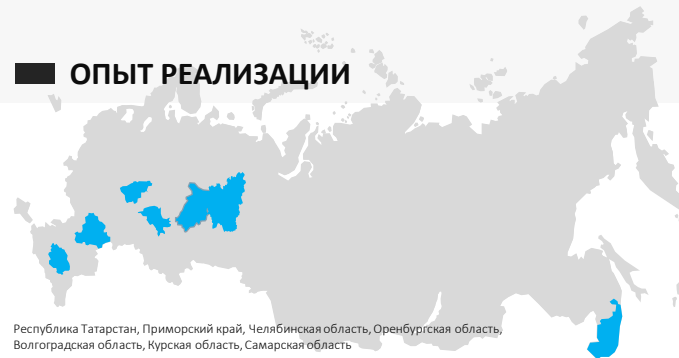 ОПЫТ РЕАЛИЗАЦИИ
Республика Татарстан, Приморский край, Челябинская область, Оренбургская область,
Волгоградская область, Курская область, Самарская область